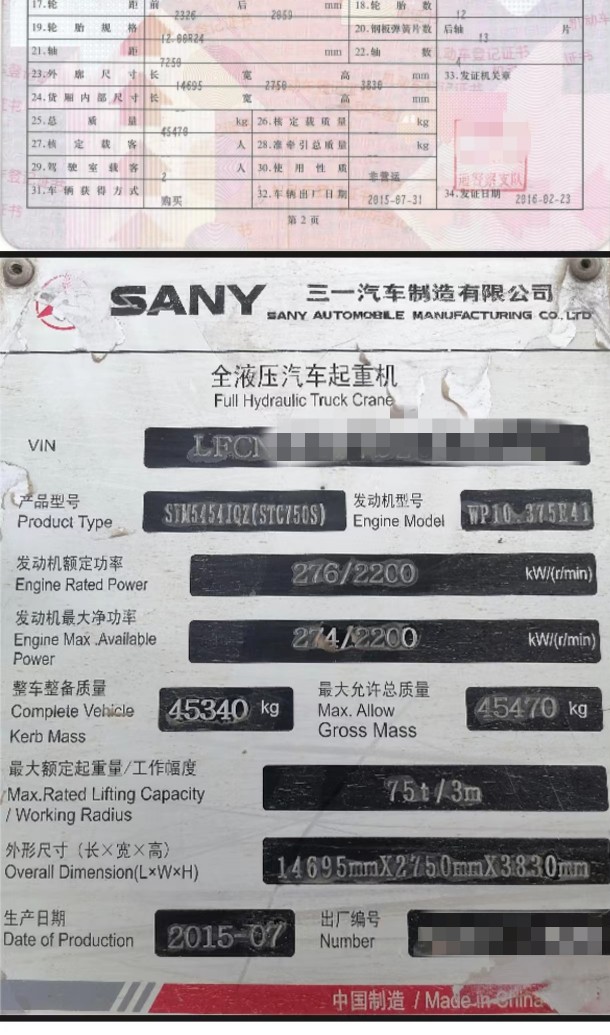 17.轮 距 前 2326 后 2059 mm 18.轮 胎 数 12
19.轮 胎 规 格 12.00R24 20.钢板弹簧片数 后轴 13 片
21.轴 距 7250 mm 22.轴 数 4
23.外 廓 尺 寸 长 14695 宽 2750 高 3830 mm 33.发证机关章
24.货厢内部尺寸 长 宽 高 mm
25.总 质 量 45470 kg 26.核 定 载 质 量 kg
27.核 定 载 客 人 28.准牵引总质量 kg
29.驾 驶 室 载 客 2 人 30.使 用 性 质 非营运
31.车 辆 获 得 方 式 购买 32.车辆出厂日期 2015-07-31 34.发证日期 2016-02-23
第 2 页
SANY 三一汽车制造有限公司
SANY AUTOMOBILE MANUFACTURING CO.,LTD
全液压汽车起重机
Full Hydraulic Truck Crane
VIN LFCN
产品型号 发动机型号
Product Type SYM5454JQZ(STC750S) Engine Model WP10.375E41
发动机额定功率
Engine Rated Power 276/2200 kW/(r/min)
发动机最大净功率
Engine Max .Available 274/2200 kW/(r/min)
Power
整车整备质量 最大允许总质量
Complete Vehicle 45340 kg Max. Allow 45470 kg
Kerb Mass Gross Mass
最大额定起重量/工作幅度
Max.Rated Lifting Capacity 75t/3m
/ Working Radius
外形尺寸（长×宽×高）
Overall Dimension(L×W×H) 14695mmX2750mmX3830mm
生产日期 出厂编号
Date of Production 2015-07 Number
中国制造 / Made in China